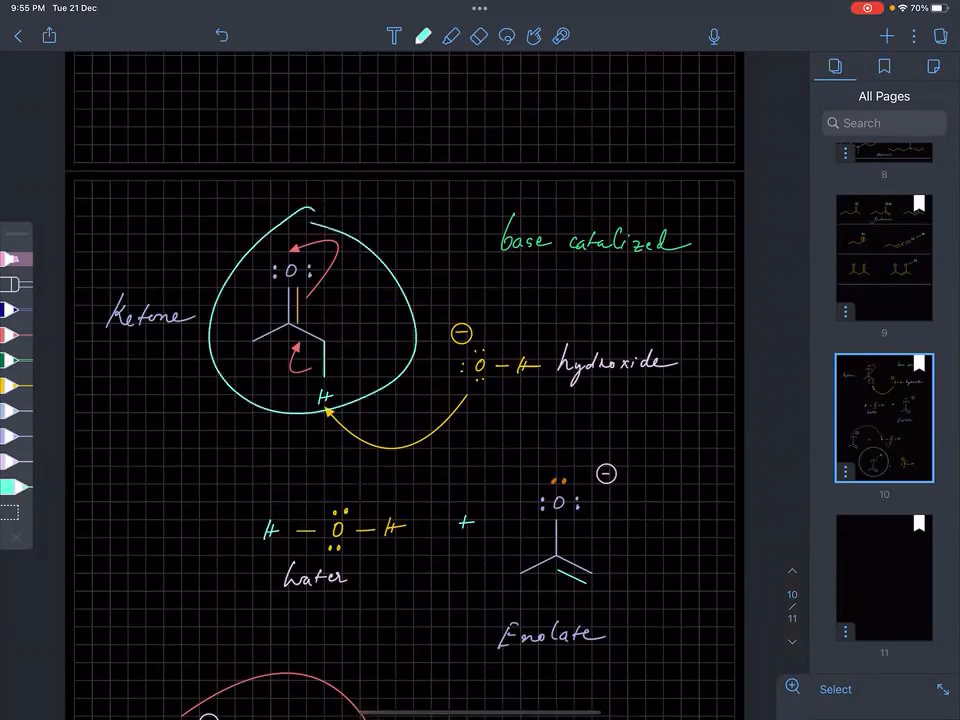 9:55 PM Tue 21 Dec
70%
All Pages
Search
8
9
10
11
base catalized
:O:
Ketone
H
:O-H hydroxide
H-O-H
+
:O:
Water
Enolate
10
/
11
Select